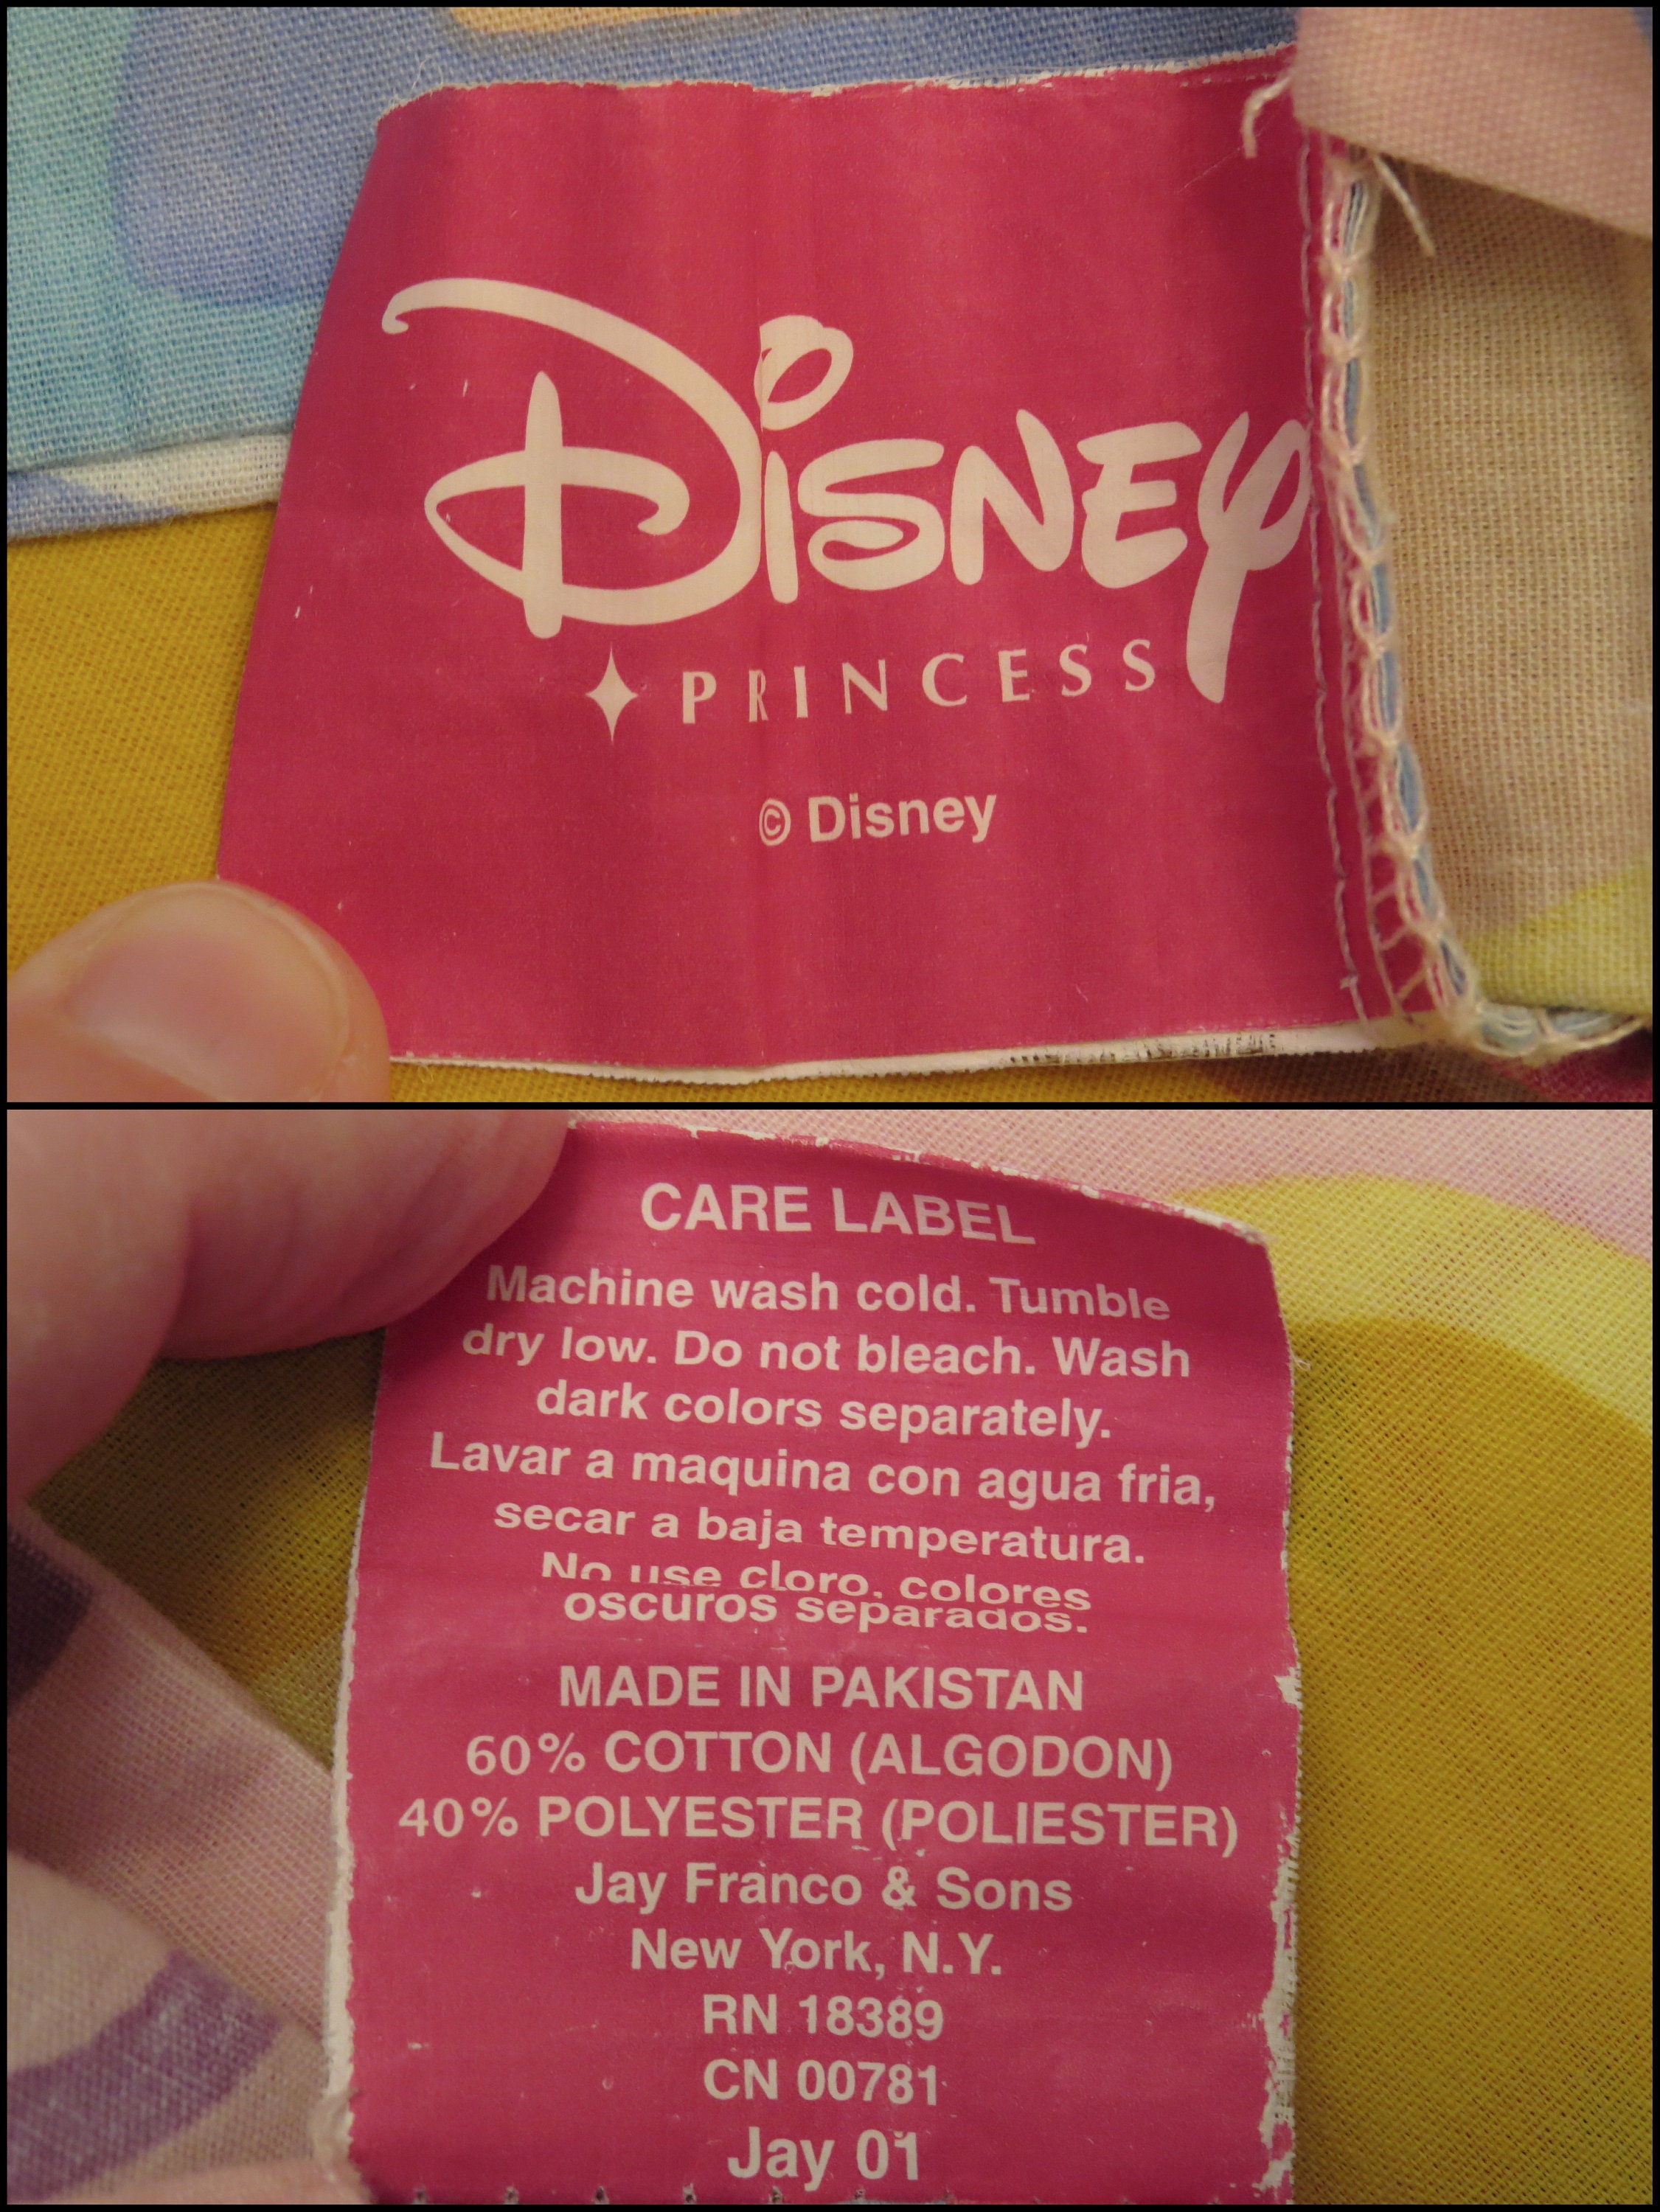 Disney
PRINCESS
© Disney
CARE LABEL
Machine wash cold. Tumble
dry low. Do not bleach. Wash
dark colors separately.
Lavar a maquina con agua fria,
secar a baja temperatura.
No use cloro, colores
oscuros separados.
MADE IN PAKISTAN
60% COTTON (ALGODON)
40% POLYESTER (POLIESTER)
Jay Franco & Sons
New York, N.Y.
RN 18389
CN 00781
Jay 01